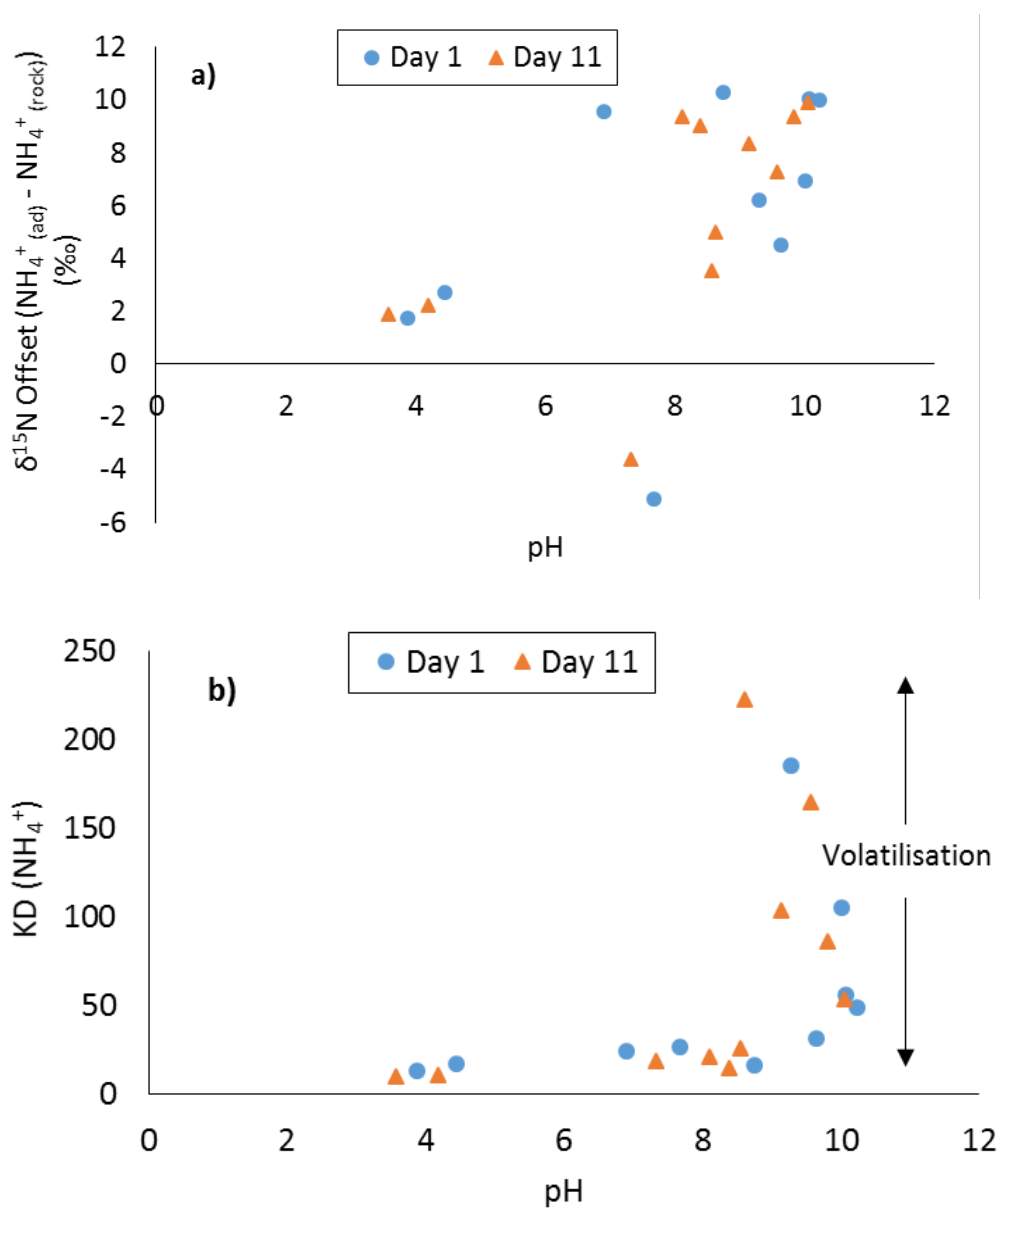 a)
Day 1 Day 11
12
10
8
6
4
2
0
-2
-4
-6
δ¹⁵N Offset (NH₄⁺ (ad) - NH₄⁺ (rock))
(‰)
0 2 4 6 8 10 12
pH
b)
Day 1 Day 11
250
200
150
100
50
0
KD (NH₄⁺)
Volatilisation
0 2 4 6 8 10 12
pH